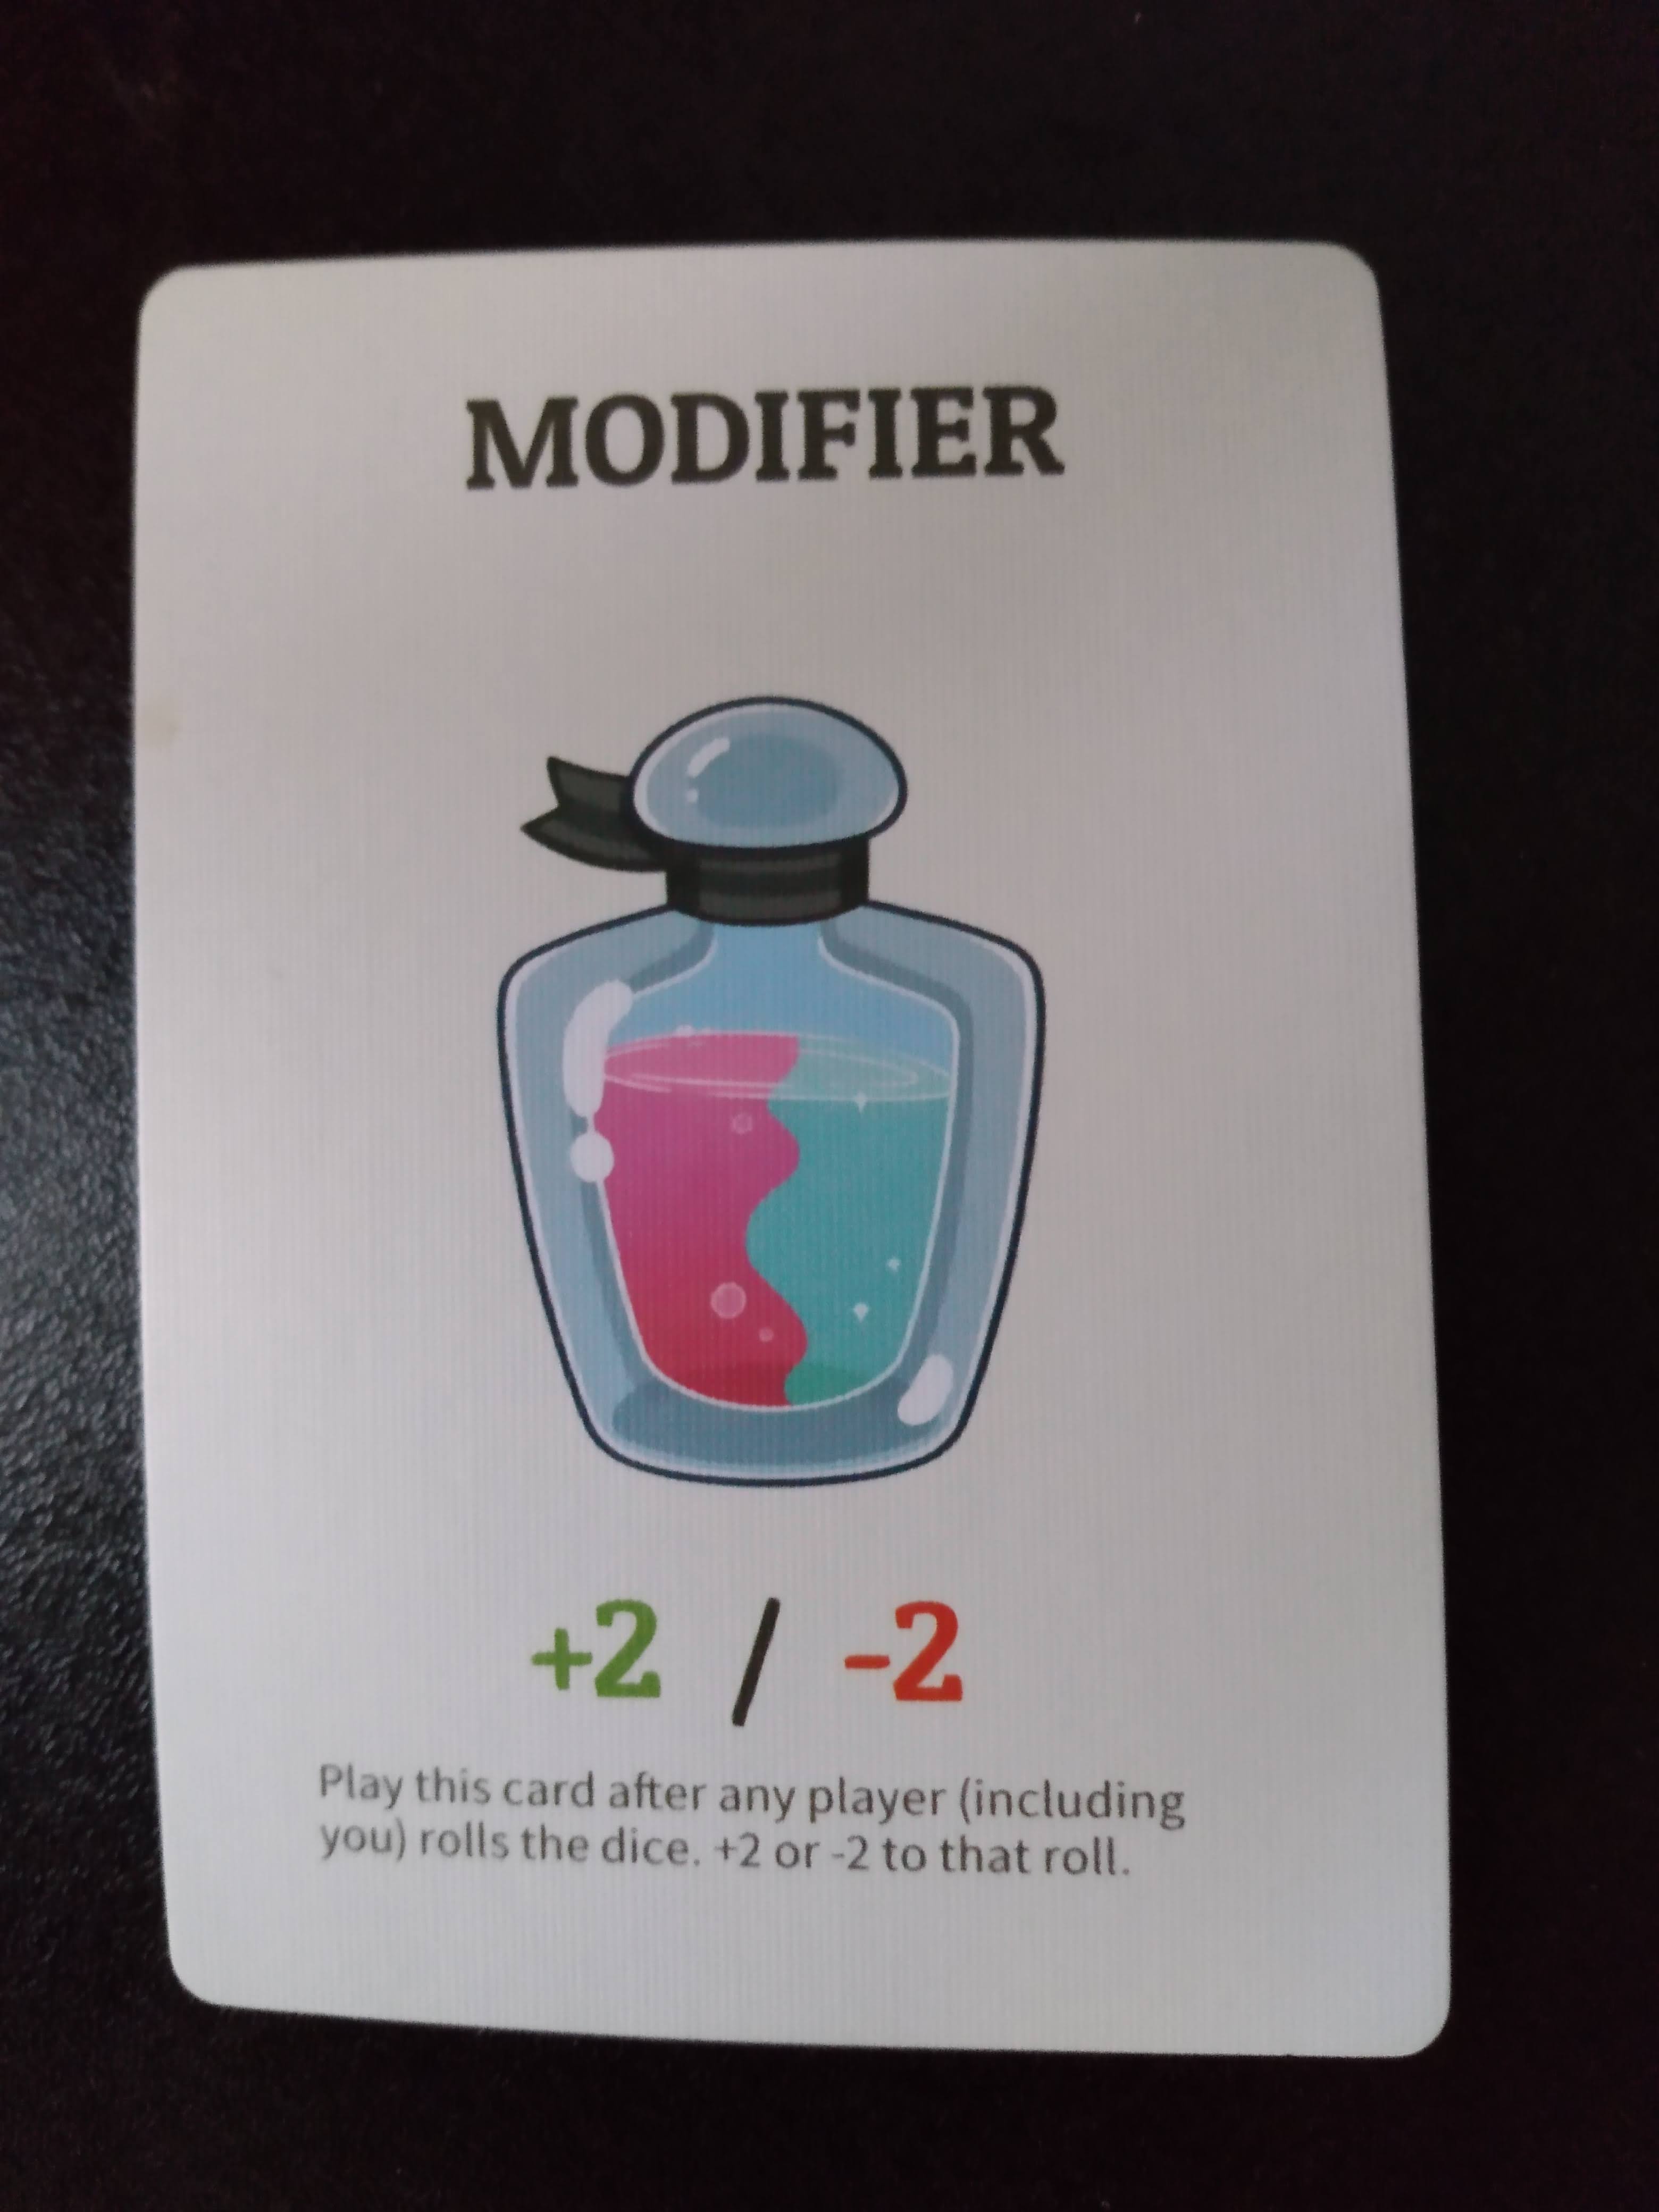 MODIFIER
+2 / -2
Play this card after any player (including
you) rolls the dice. +2 or -2 to that roll.